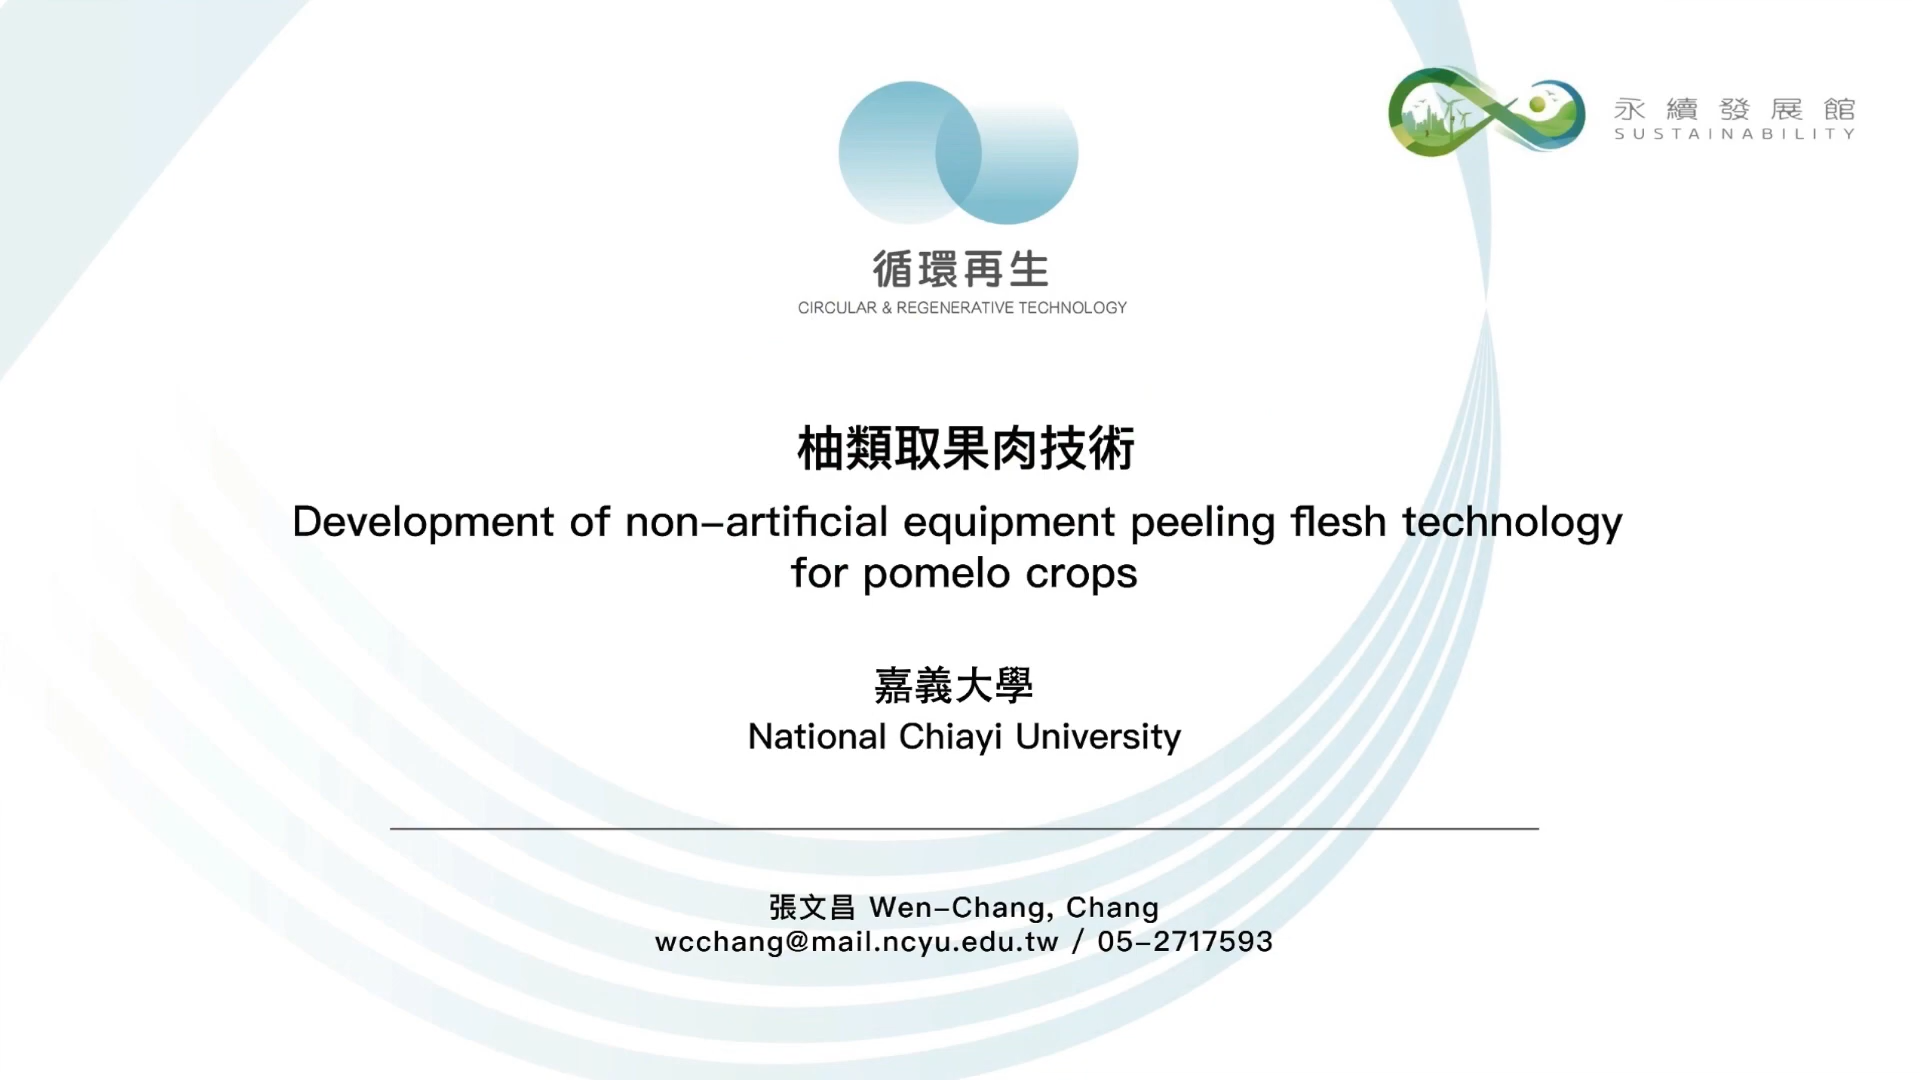 永續發展館
SUSTAINABILITY
循環再生
CIRCULAR & REGENERATIVE TECHNOLOGY
柚類取果肉技術
Development of non-artificial equipment peeling flesh technology
for pomelo crops
嘉義大學
National Chiayi University
張文昌 Wen-Chang, Chang
wcchang@mail.ncyu.edu.tw / 05-2717593